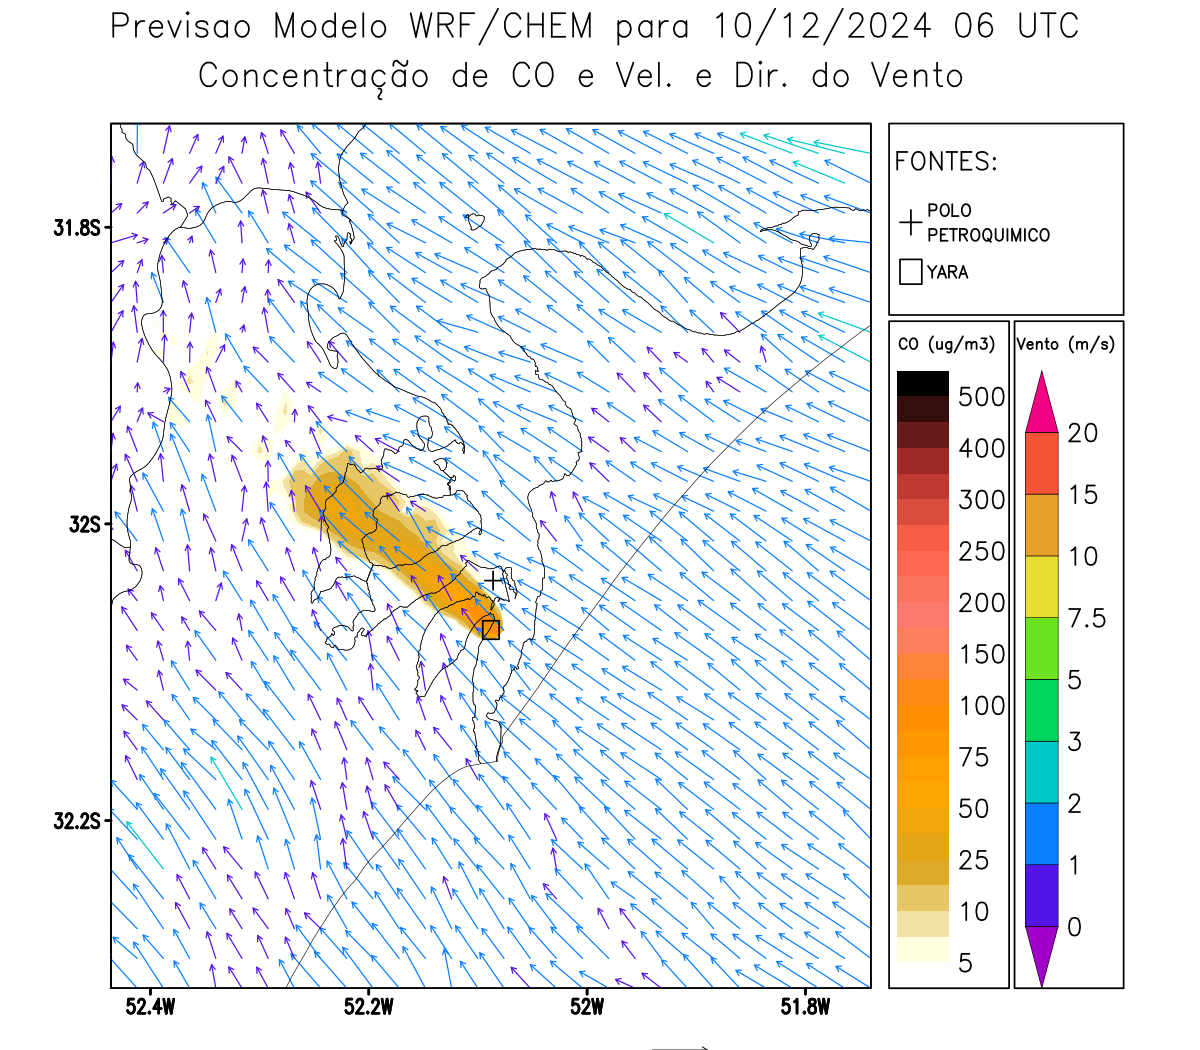 Previsao Modelo WRF/CHEM para 10/12/2024 06 UTC
Concentração de CO e Vel. e Dir. do Vento
31.8S
32S
32.2S
52.4W
52.2W
52W
51.8W
FONTES:
POLO
PETROQUIMICO
YARA
CO (ug/m3)
500
400
300
250
200
150
100
75
50
25
10
5
Vento (m/s)
20
15
10
7.5
5
3
2
1
0